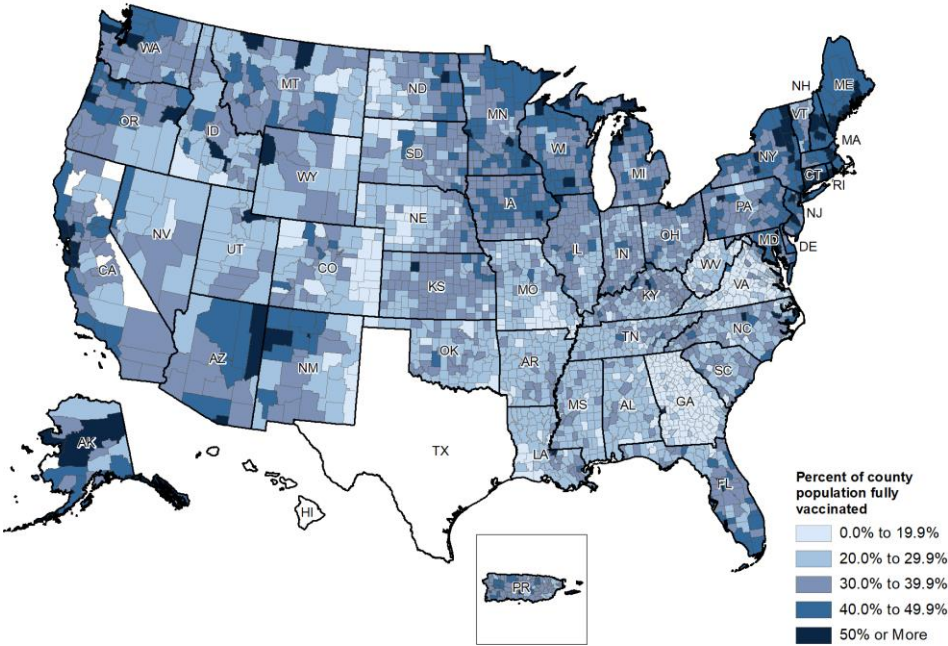 WA
MT
ND
MN
OR
ID
SD
WI
WY
MI
NY
NH
VT
ME
MA
CT
RI
IA
NE
PA
NJ
NV
UT
CO
IL
IN
OH
MD
DE
CA
KS
MO
WV
VA
KY
AZ
NM
OK
AR
TN
NC
SC
MS
AL
GA
LA
TX
FL
AK
HI
PR
Percent of county
population fully
vaccinated
0.0% to 19.9%
20.0% to 29.9%
30.0% to 39.9%
40.0% to 49.9%
50% or More